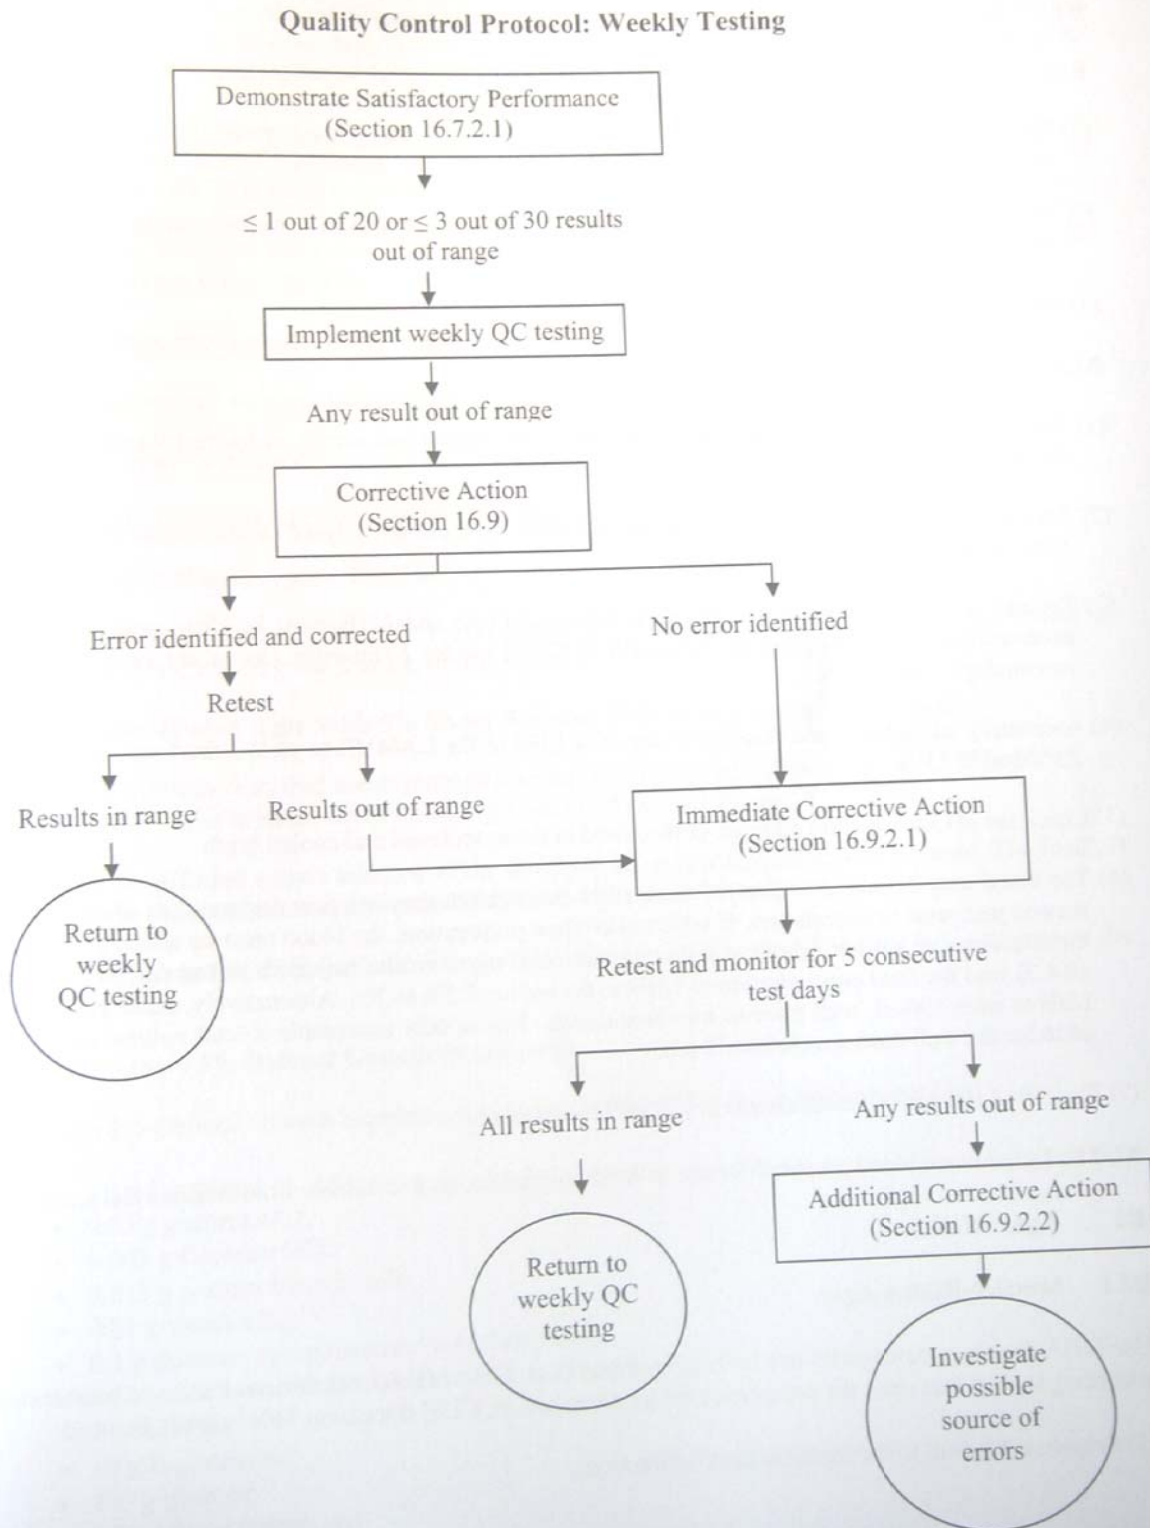 Quality Control Protocol: Weekly Testing
Demonstrate Satisfactory Performance
(Section 16.7.2.1)
≤ 1 out of 20 or ≤ 3 out of 30 results
out of range
Implement weekly QC testing
Any result out of range
Corrective Action
(Section 16.9)
Error identified and corrected
No error identified
Retest
Results in range
Results out of range
Immediate Corrective Action
(Section 16.9.2.1)
Return to
weekly
QC testing
Retest and monitor for 5 consecutive
test days
All results in range
Any results out of range
Additional Corrective Action
(Section 16.9.2.2)
Return to
weekly QC
testing
Investigate
possible
source of
errors